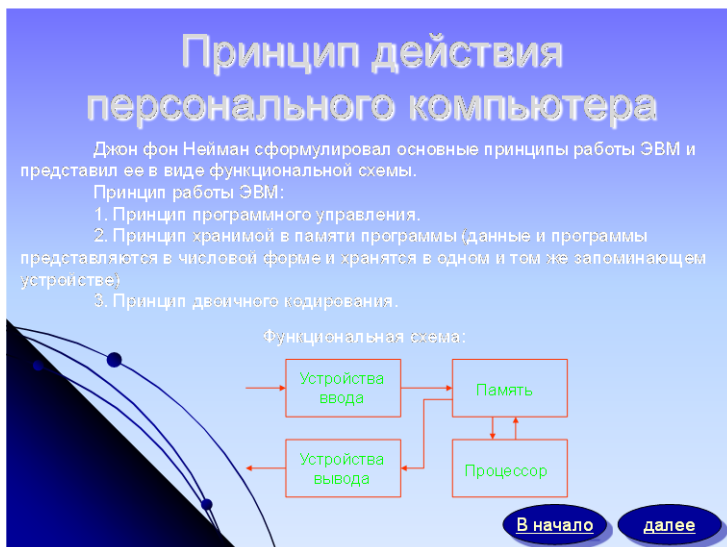 Принцип действия
персонального компьютера
Джон фон Нейман сформулировал основные принципы работы ЭВМ и
представил ее в виде функциональной схемы.
Принцип работы ЭВМ:
1. Принцип программного управления.
2. Принцип хранимой в памяти программы (данные и программы
представляются в числовой форме и хранятся в одном и том же запоминающем
устройстве)
3. Принцип двоичного кодирования.
Функциональная схема:
Устройства
ввода
Память
Устройства
вывода
Процессор
В начало
далее